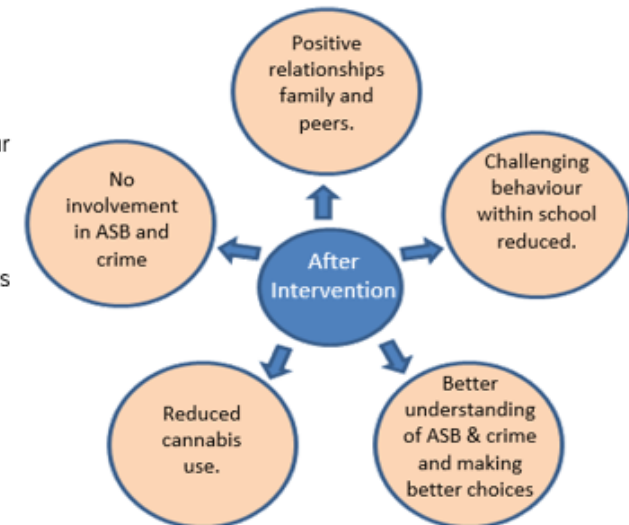 Positive
relationships
family and
peers.
No
involvement
in ASB and
crime
Challenging
behaviour
within school
reduced.
After
Intervention
Reduced
cannabis
use.
Better
understanding
of ASB & crime
and making
better choices